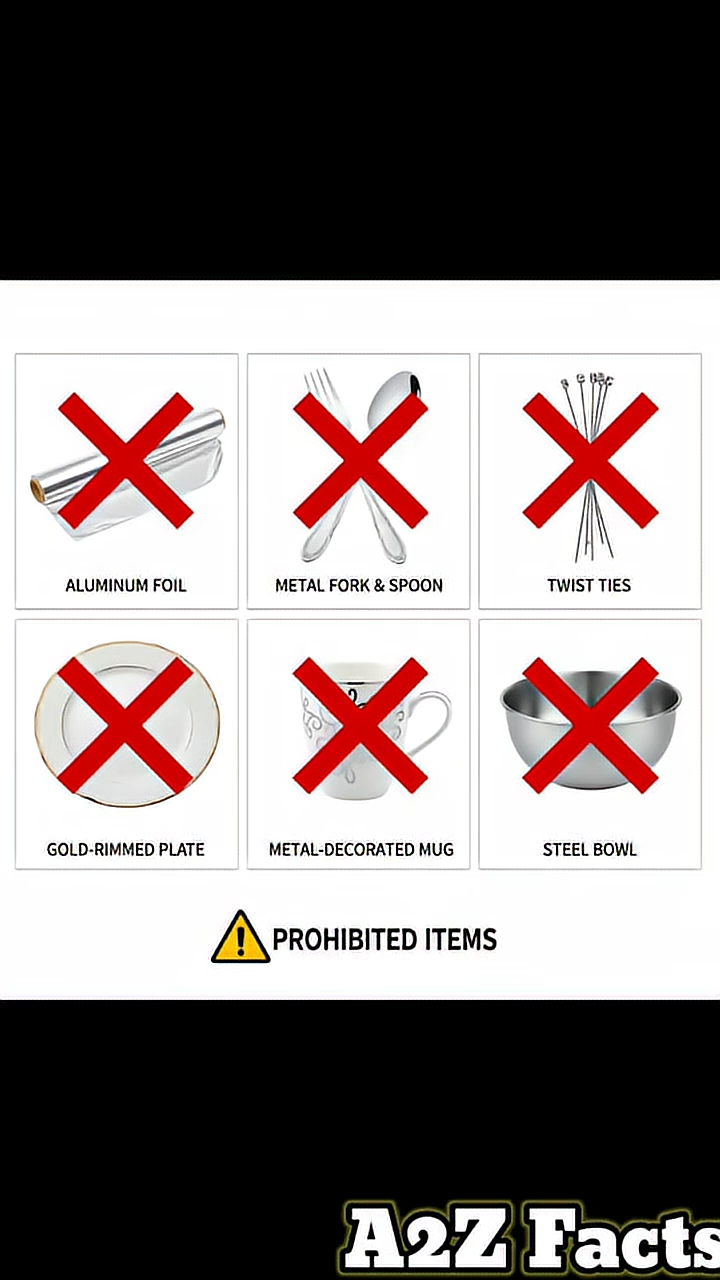 ALUMINUM FOIL
METAL FORK & SPOON
TWIST TIES
GOLD-RIMMED PLATE
METAL-DECORATED MUG
STEEL BOWL
PROHIBITED ITEMS
A2Z Facts